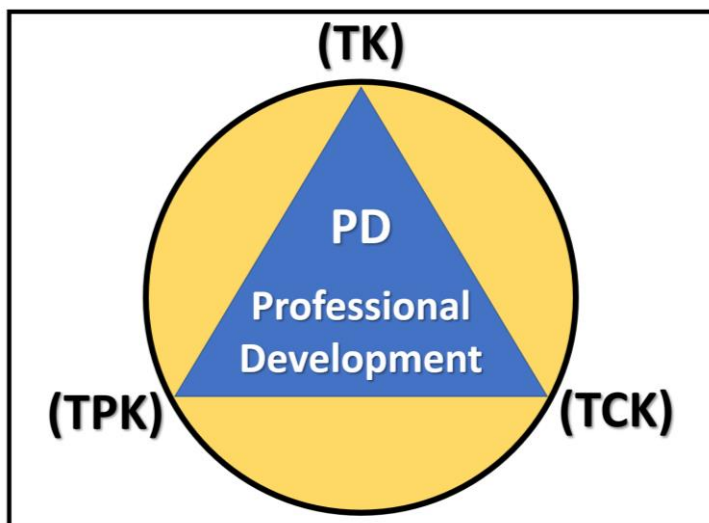 (TK)
PD
Professional
Development
(TPK)
(TCK)